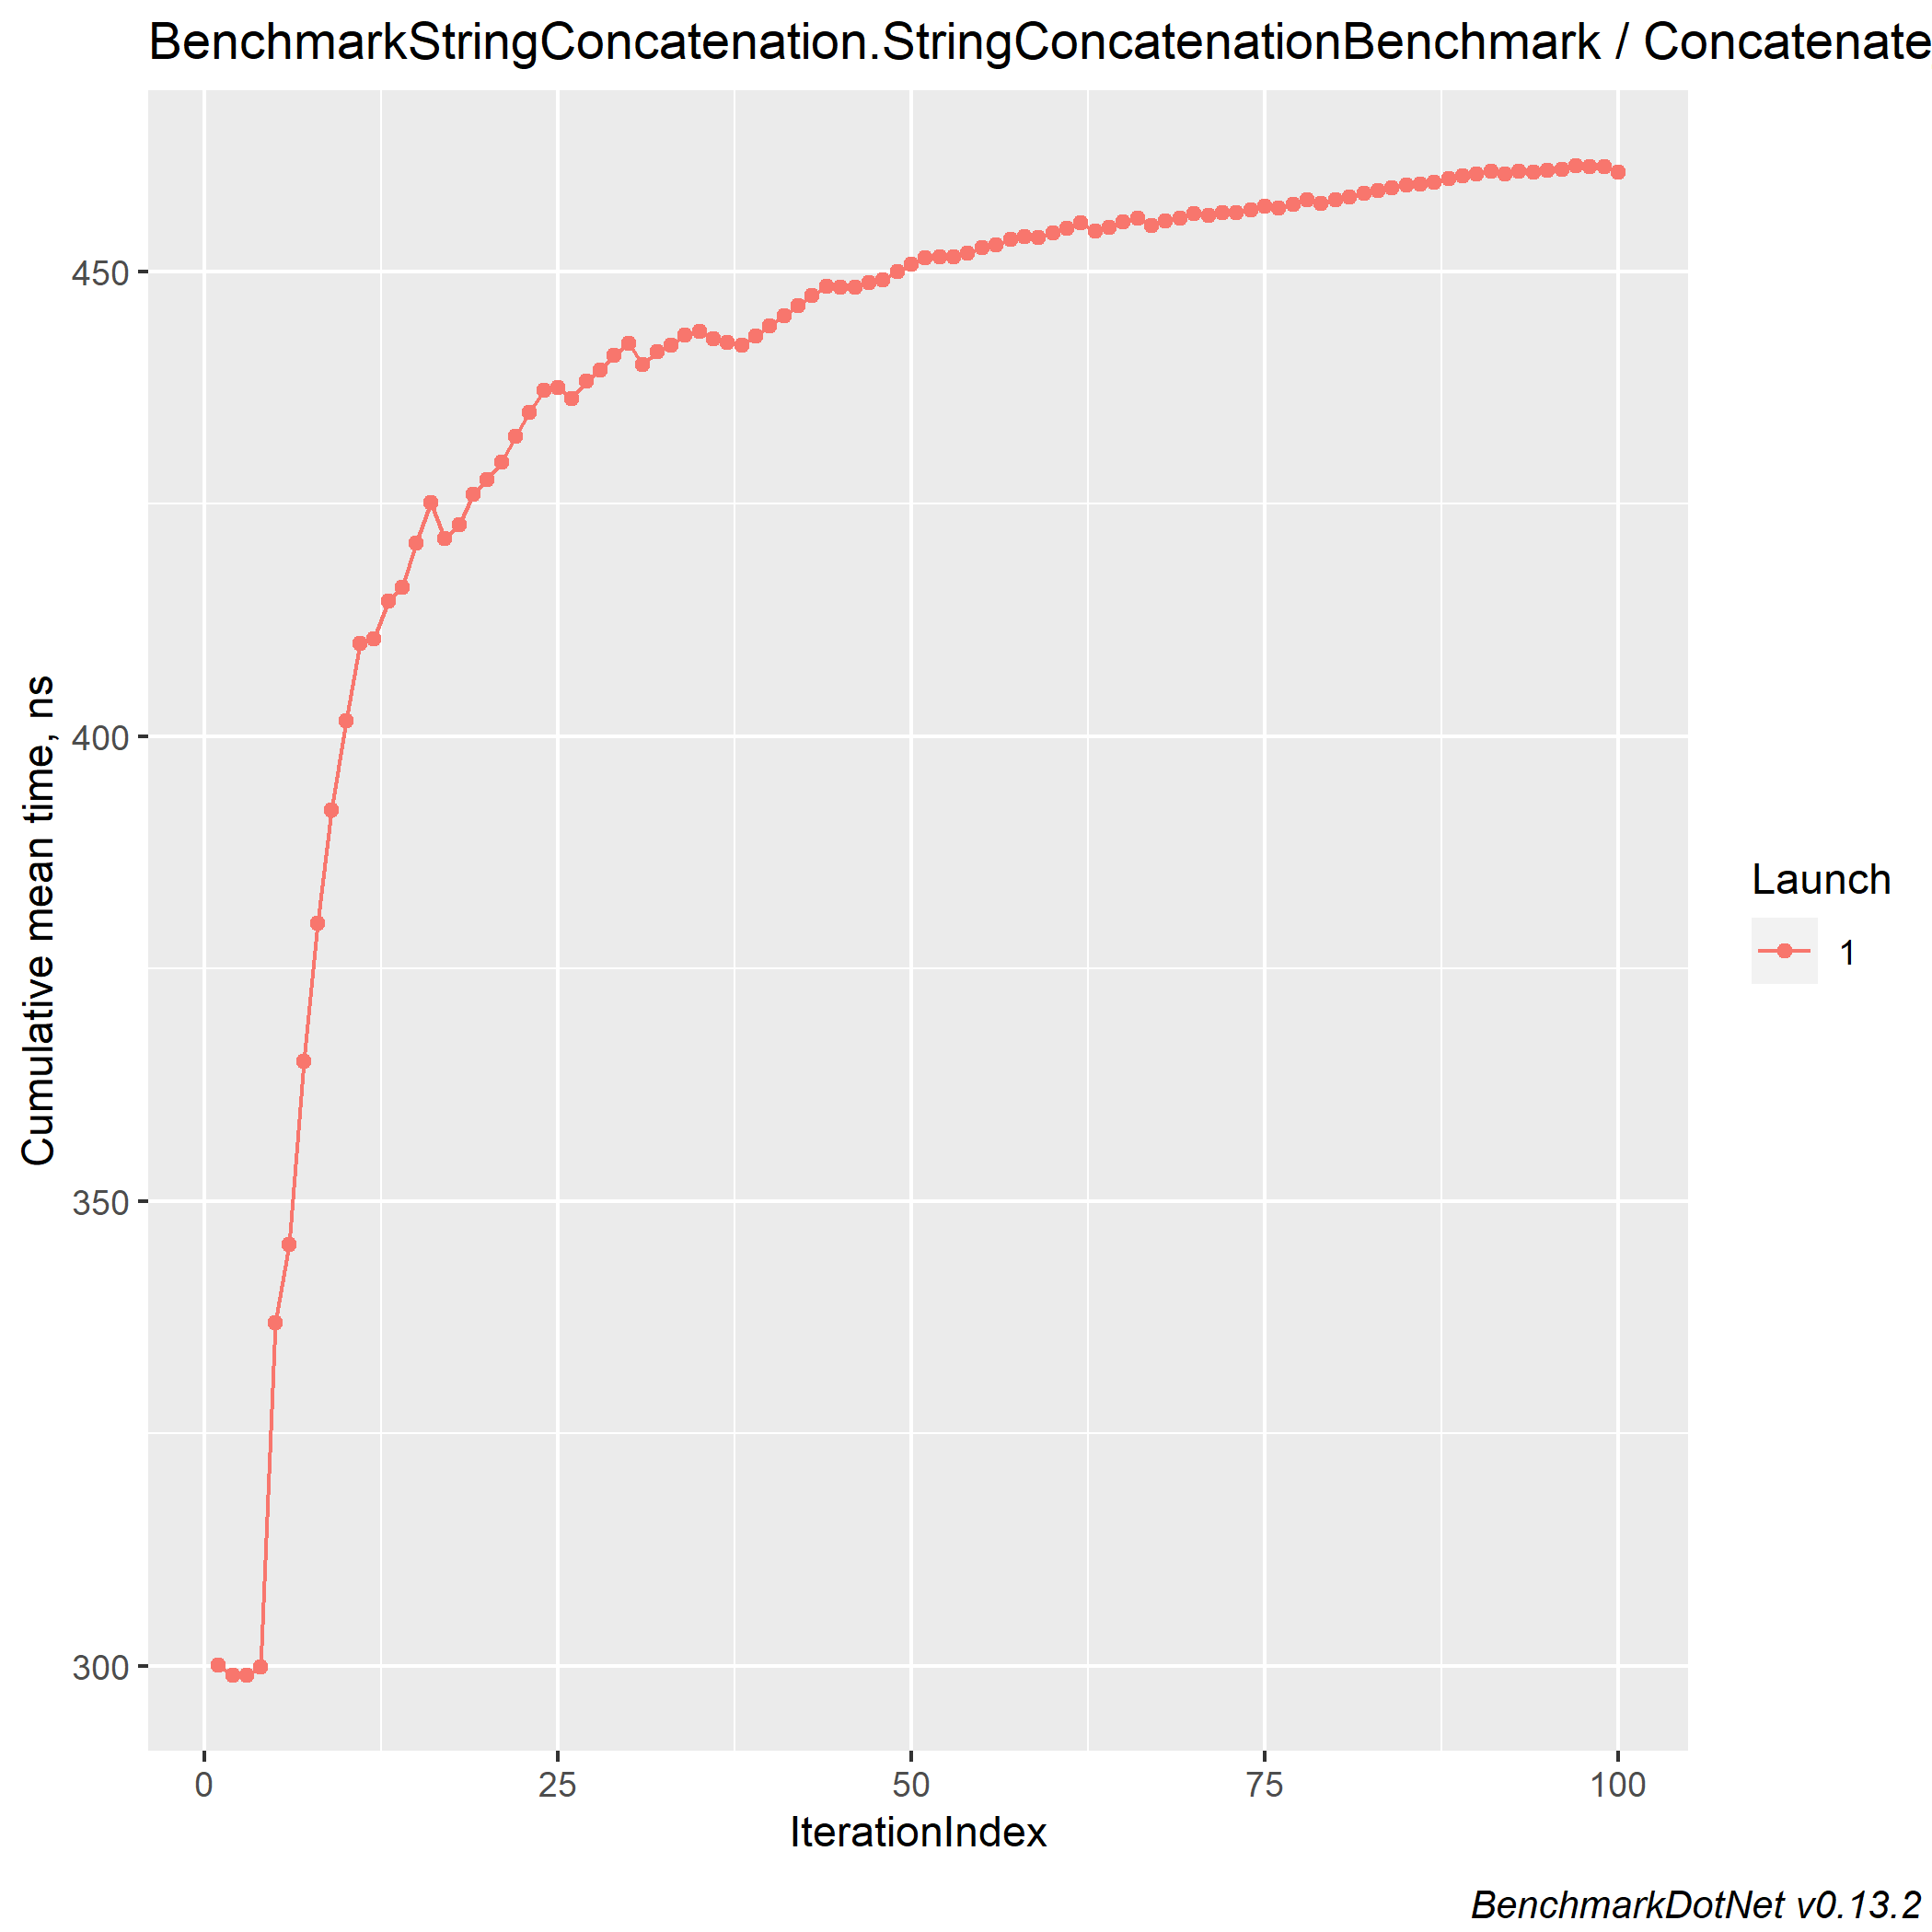 BenchmarkStringConcatenation.StringConcatenationBenchmark / Concatenate
Cumulative mean time, ns
450
400
350
300
0 25 50 75 100
IterationIndex
Launch
1
BenchmarkDotNet v0.13.2